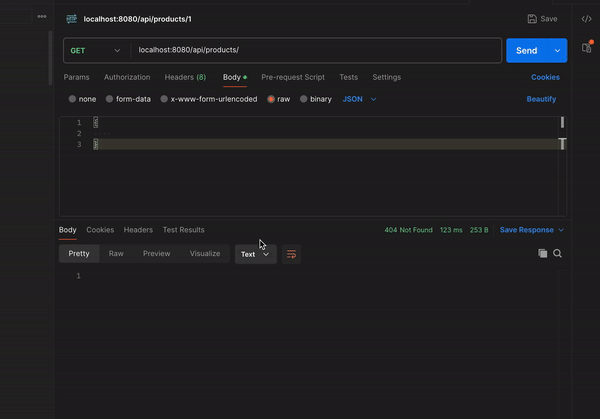 localhost:8080/api/products/1
Save
GET localhost:8080/api/products/ Send
Params Authorization Headers (8) Body Pre-request Script Tests Settings Cookies
none form-data x-www-form-urlencoded raw binary JSON Beautify
1 {
2
3 }
Body Cookies Headers Test Results 404 Not Found 123 ms 253 B Save Response
Pretty Raw Preview Visualize Text
1